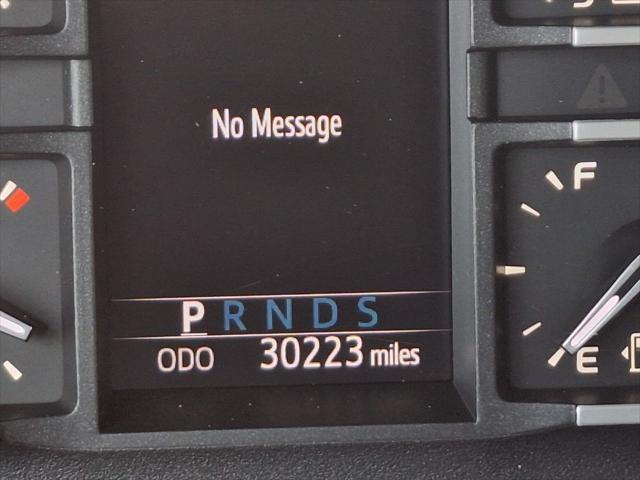 No Message
F
P R N D S
ODO 30223 miles
E